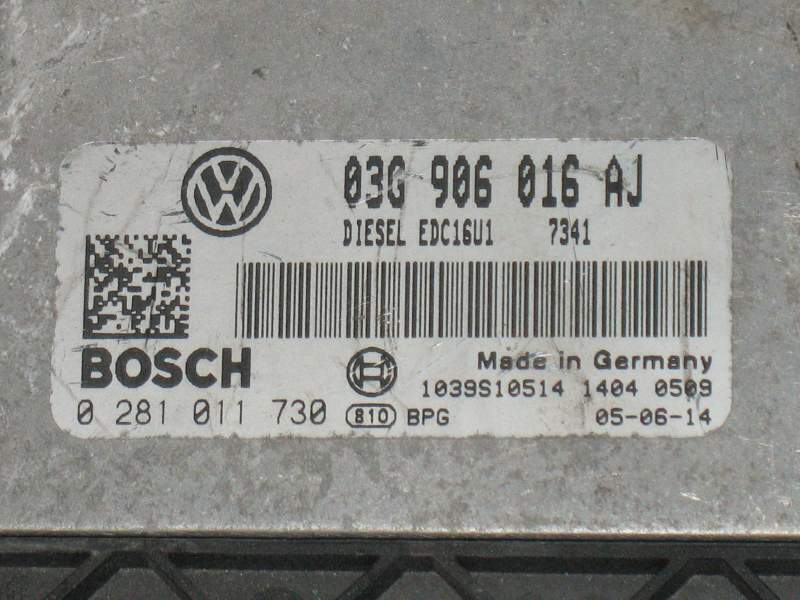 03G 906 016 AJ
DIESEL EDC16U1 7341
BOSCH
Made in Germany
1039S10514 1404 0509
0 281 011 730 810 BPG 05-06-14